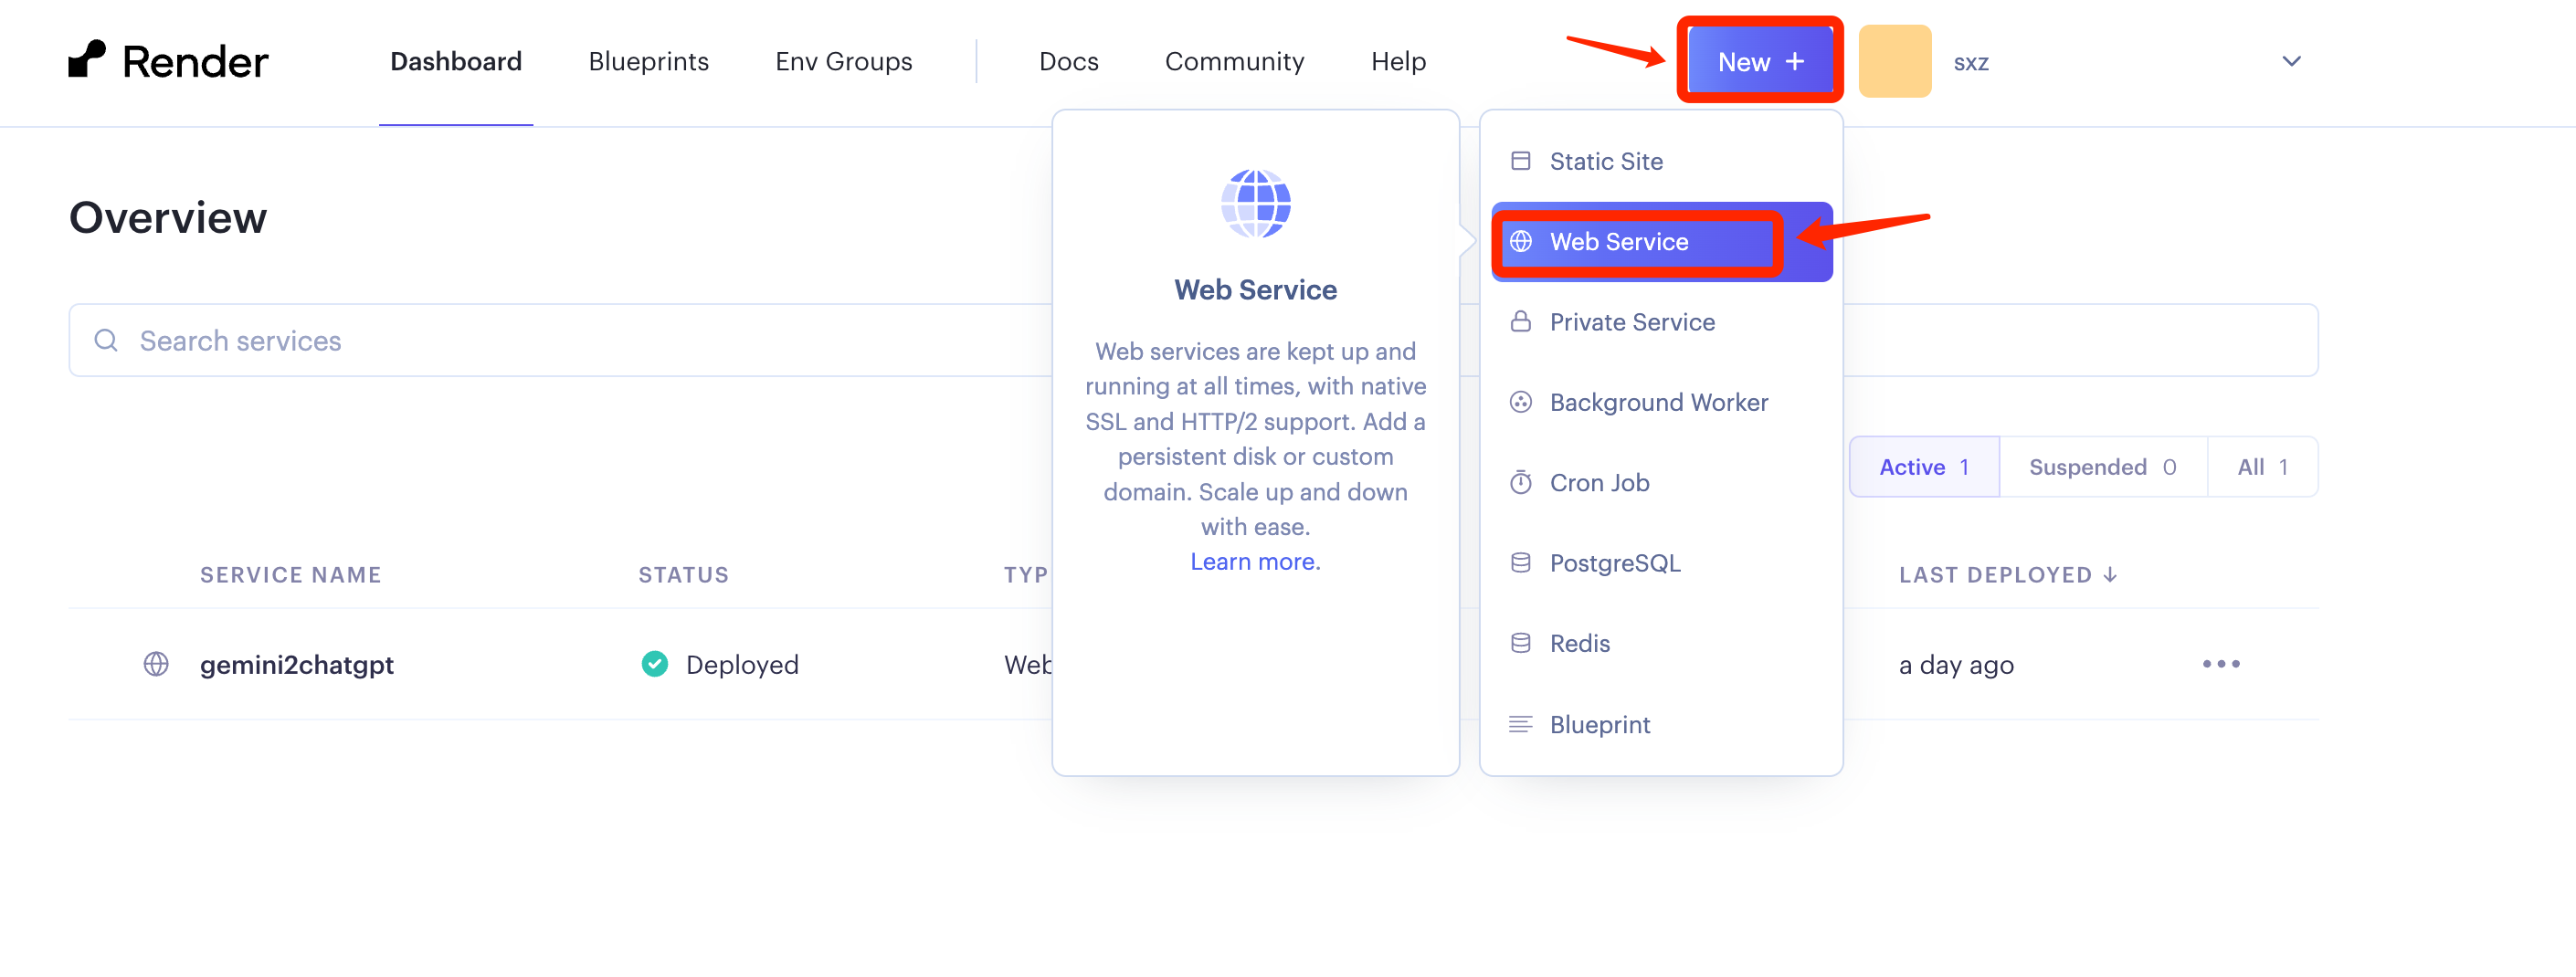 Render
Dashboard
Blueprints
Env Groups
Docs
Community
Help
New +
sxz
Overview
Search services
Web Service
Web services are kept up and
running at all times, with native
SSL and HTTP/2 support. Add a
persistent disk or custom
domain. Scale up and down
with ease.
Learn more.
Static Site
Web Service
Private Service
Background Worker
Cron Job
PostgreSQL
Redis
Blueprint
Active 1
Suspended 0
All 1
SERVICE NAME
STATUS
TYP
LAST DEPLOYED ↓
gemini2chatgpt
Deployed
Web
a day ago